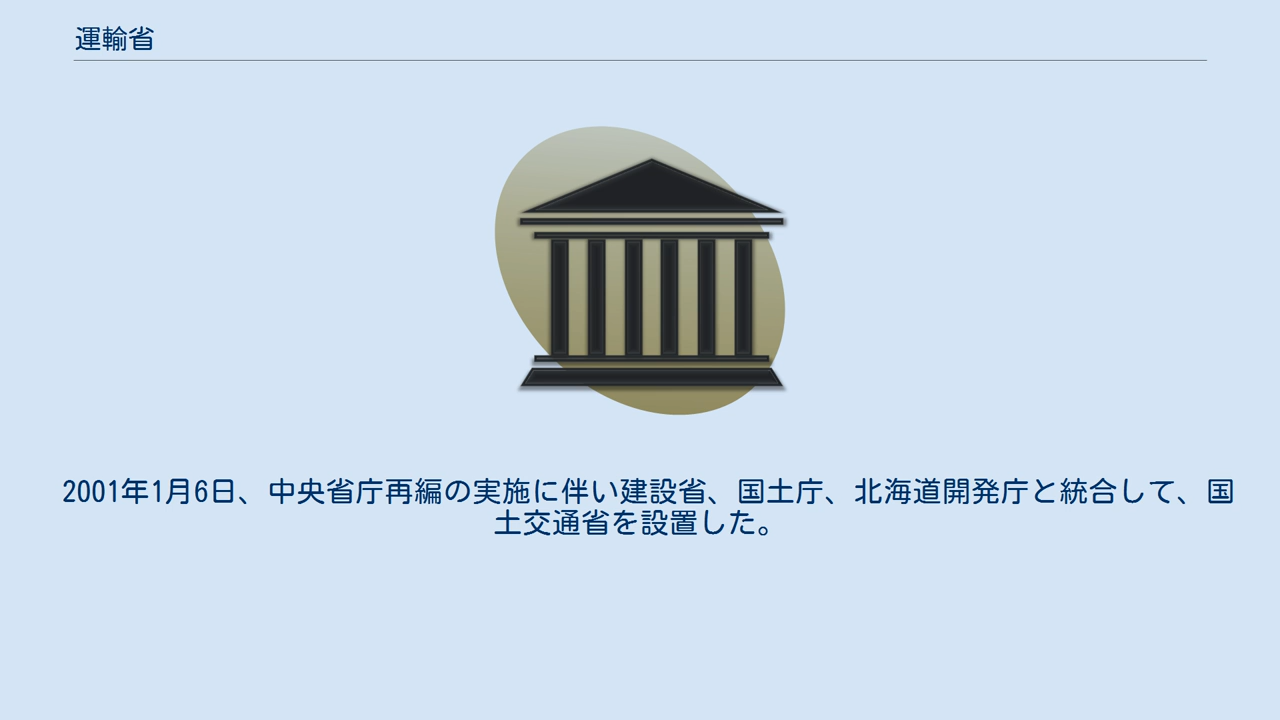 運輸省
2001年1月6日、中央省庁再編の実施に伴い建設省、国土庁、北海道開発庁と統合して、国
土交通省を設置した。